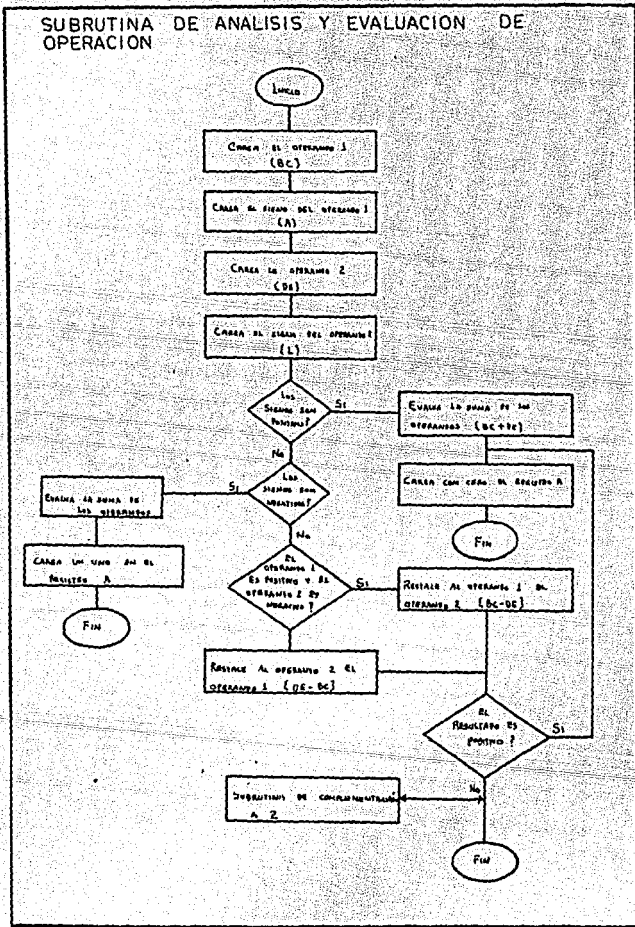 SUBRUTINA DE ANALISIS Y EVALUACION DE
OPERACION
INICIO
CARGA EL OPERANDO 1
(BC)
CARGA EL SIGNO DEL OPERANDO 1
(A)
CARGA EL OPERANDO 2
(DE)
CARGA EL SIGNO DEL OPERANDO 2
(L)
LOS
SIGNOS SON
POSITIVOS?
SI
EVALUA LA SUMA DE LOS
OPERANDOS (BC+DE)
NO
CARGA CON CERO EL REGISTRO A
FIN
LOS
SIGNOS SON
NEGATIVOS?
SI
EVALUA LA SUMA DE
LOS OPERANDOS
CARGA UN UNO EN EL
REGISTRO A
FIN
NO
EL
OPERANDO 1
ES POSITIVO Y EL
OPERANDO 2 ES
NEGATIVO?
SI
RESTALE AL OPERANDO 1 EL
OPERANDO 2 (BC-DE)
RESTALE AL OPERANDO 2 EL
OPERANDO 1 (DE-BC)
EL
RESULTADO ES
POSITIVO?
SI
NO
SUBRUTINA DE COMPLEMENTACION
A 2
FIN